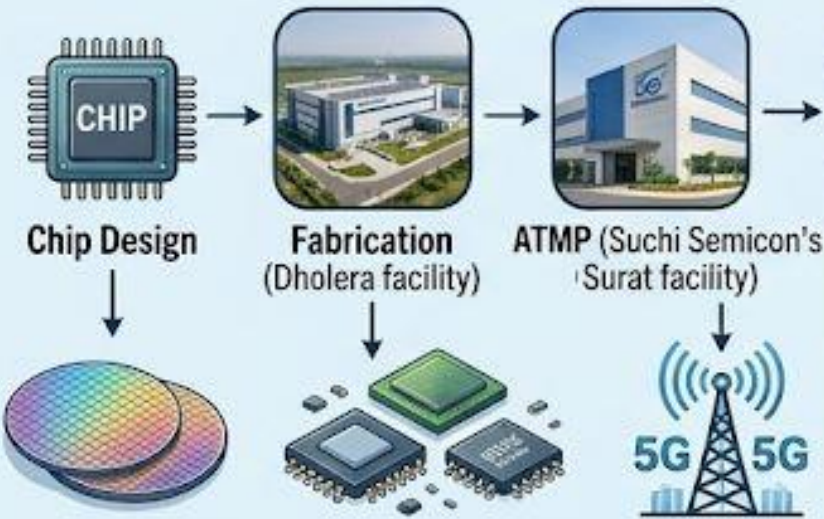 CHIP
Chip Design
Fabrication
(Dholera facility)
ATMP (Suchi Semicon's
Surat facility)
5G 5G